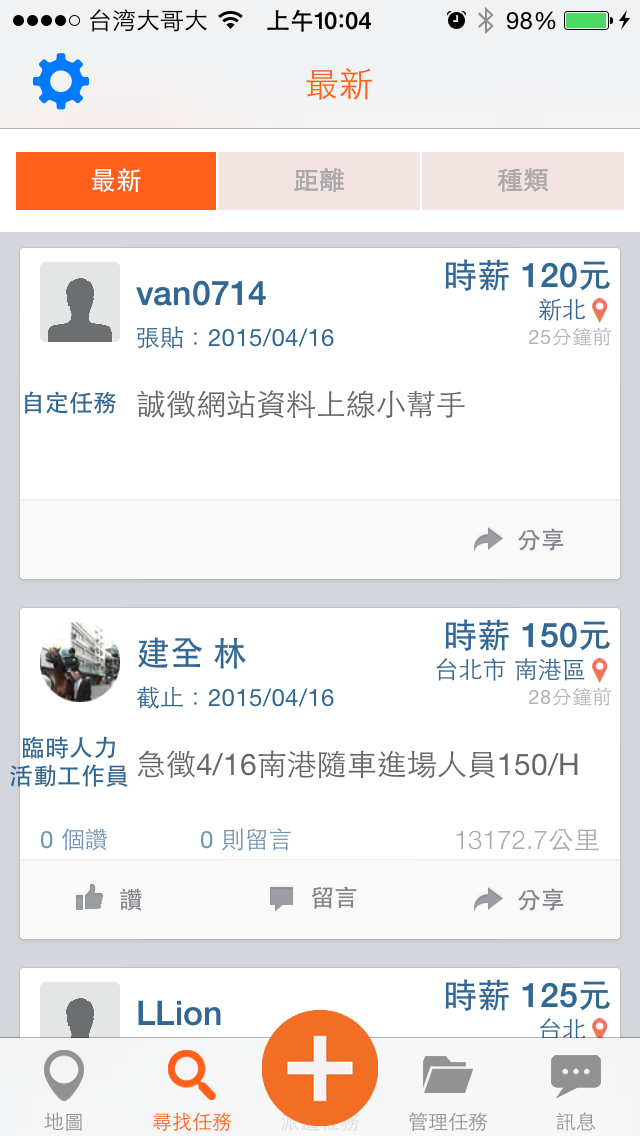 台湾大哥大 上午10:04 98%
最新
最新 距離 種類
van0714 時薪 120元
新北
張貼：2015/04/16 25分鐘前
自定任務 誠徵網站資料上線小幫手
分享
建全 林 時薪 150元
台北市 南港區
截止：2015/04/16 28分鐘前
臨時人力
活動工作員 急徵4/16南港隨車進場人員150/H
0 個讚 0 則留言 13172.7公里
讚 留言 分享
LLion 時薪 125元
台北
地圖 尋找任務 管理任務 訊息